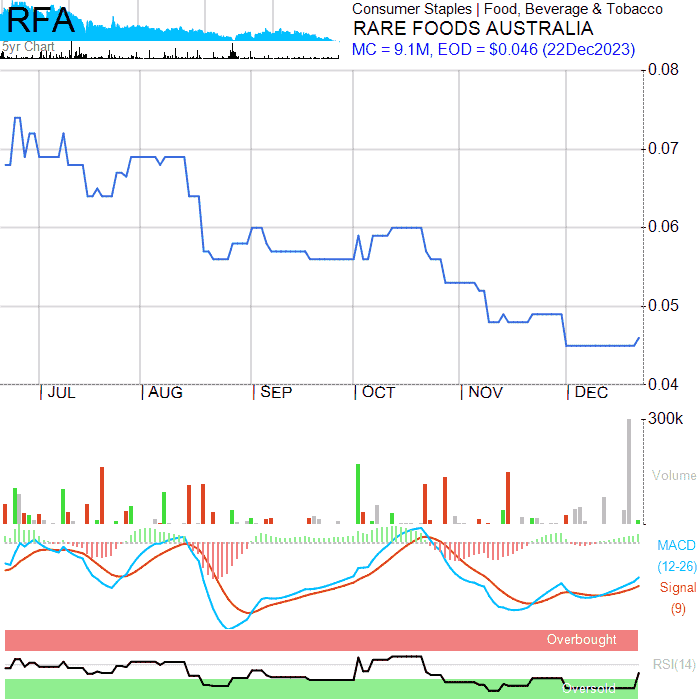 RFA
5yr Chart
Consumer Staples | Food, Beverage & Tobacco
RARE FOODS AUSTRALIA
MC = 9.1M, EOD = $0.046 (22Dec2023)
0.08
0.07
0.06
0.05
0.04
JUL AUG SEP OCT NOV DEC
300k
Volume
MACD
(12-26)
Signal
(9)
Overbought
RSI(14)
Oversold